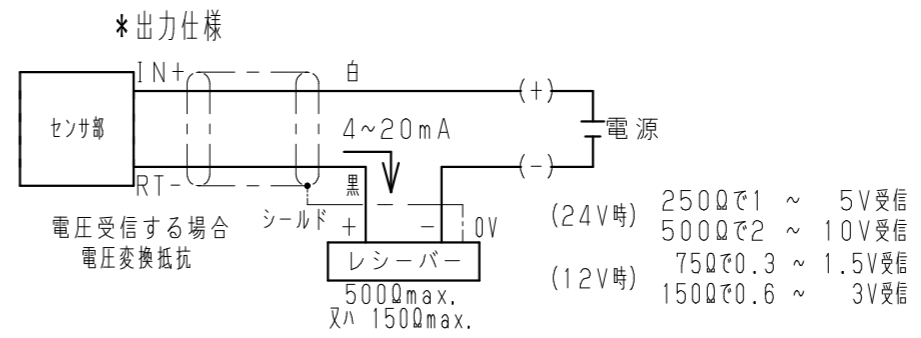 *出力仕様
IN+
白
(+)
センサ部
4~20mA
電源
RT-
黒
(-)
シールド
+
-
0V
電圧受信する場合
電圧変換抵抗
レシーバー
500Ωmax.
又ハ 150Ωmax.
(24V時) 250Ωで1 ~ 5V受信
500Ωで2 ~ 10V受信
(12V時) 75Ωで0.3 ~ 1.5V受信
150Ωで0.6 ~ 3V受信